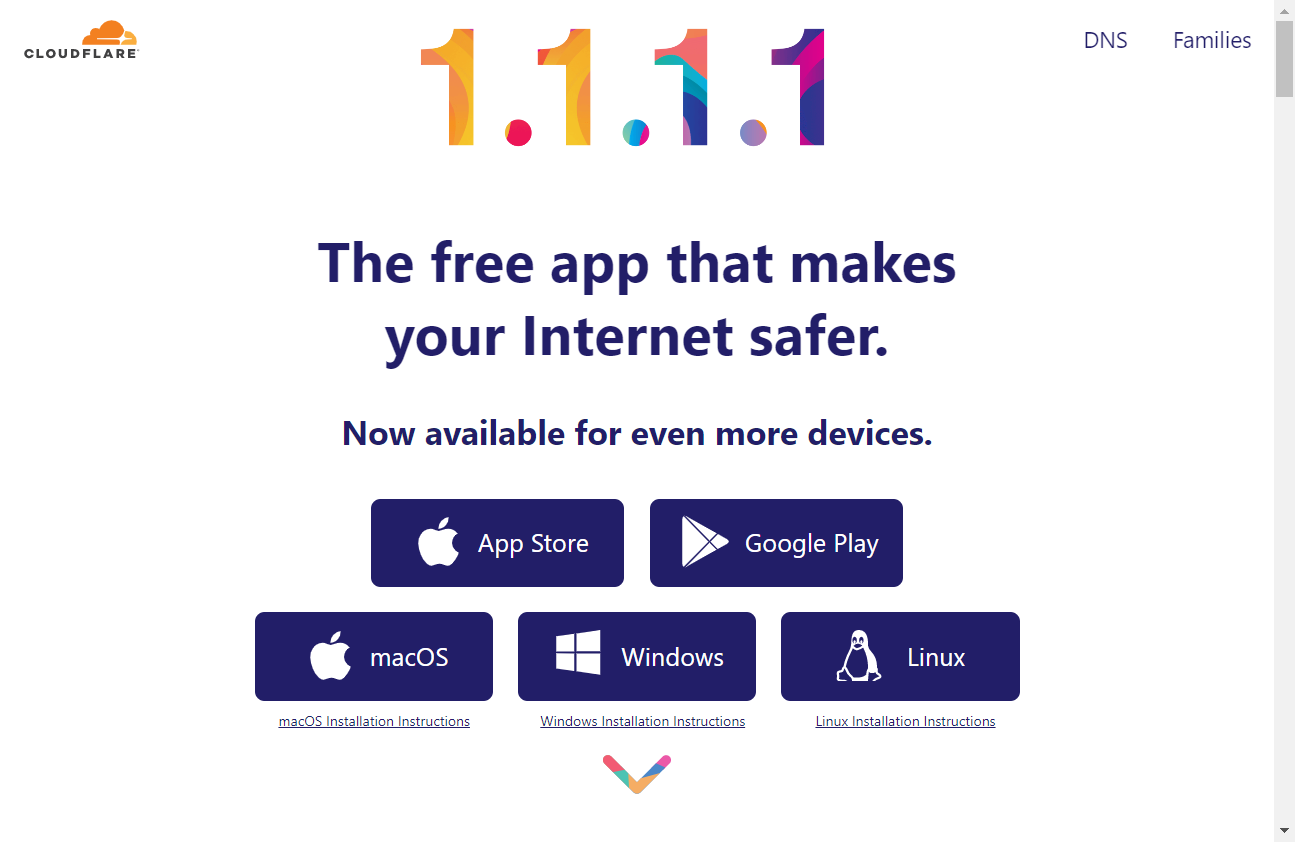 CLOUDFLARE
1.1.1.1
DNS
Families
The free app that makes
your Internet safer.
Now available for even more devices.
App Store
Google Play
macOS
Windows
Linux
macOS Installation Instructions
Windows Installation Instructions
Linux Installation Instructions